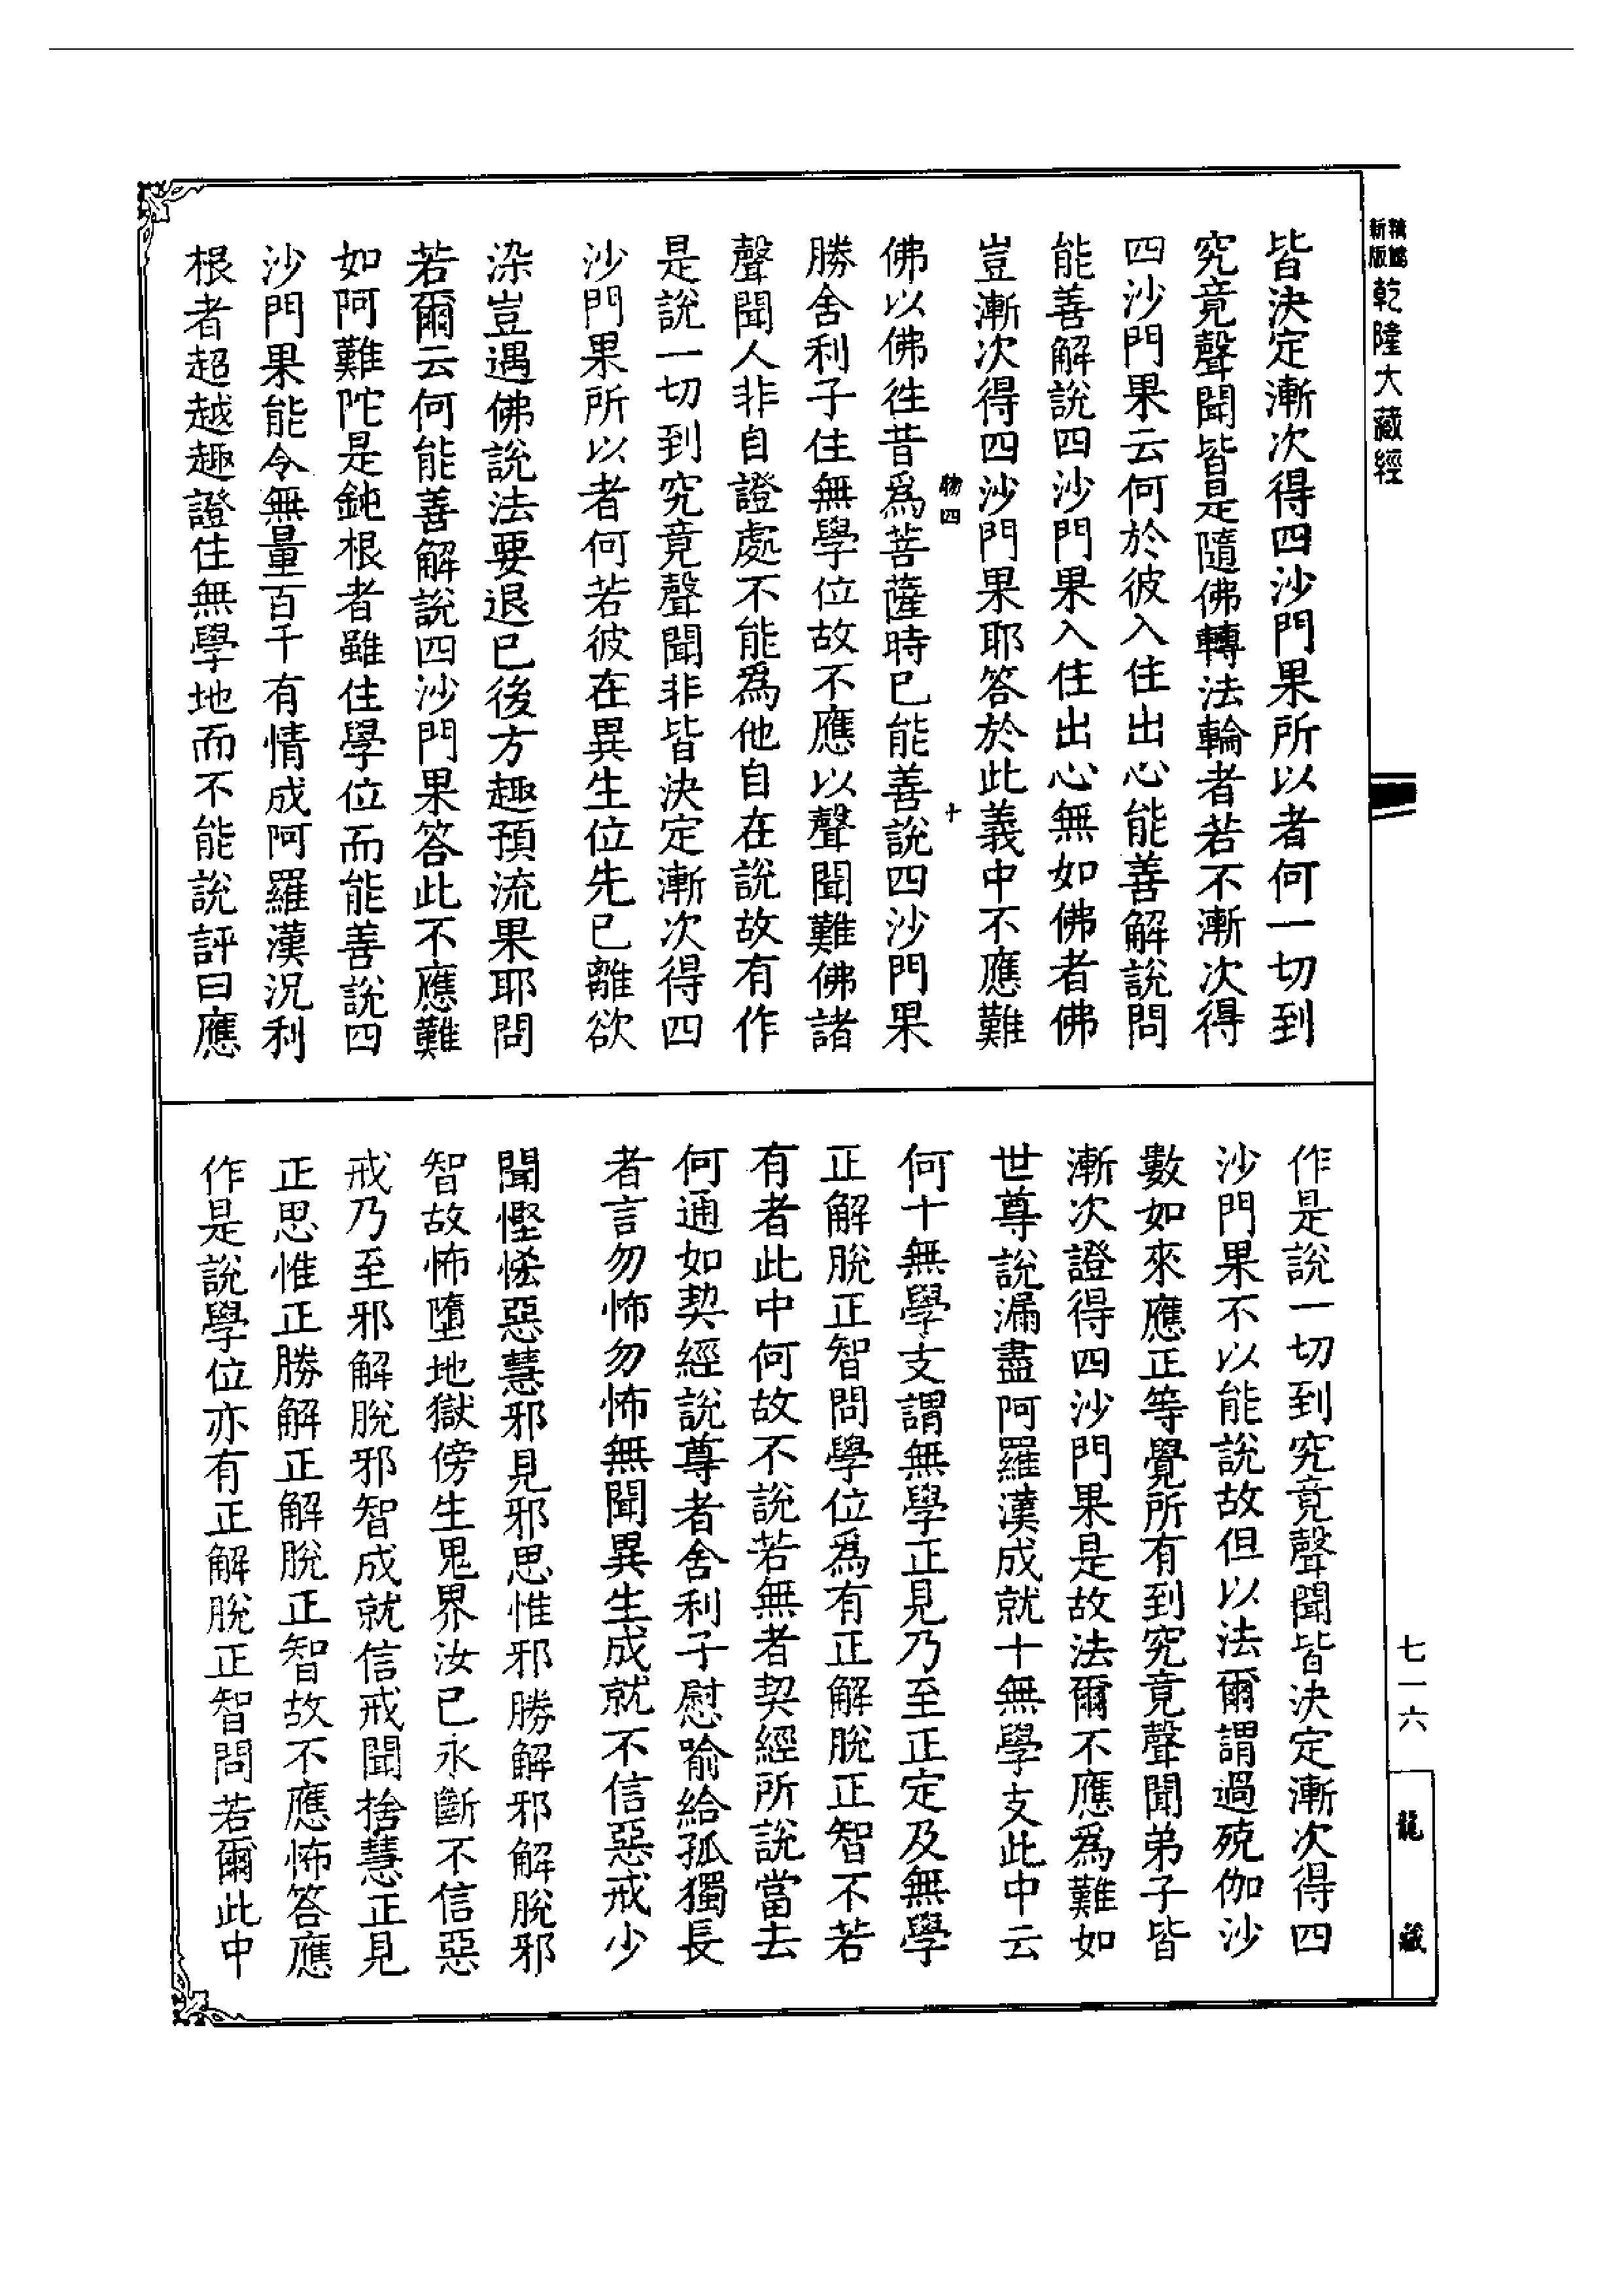 新版
乾隆大藏經
皆決定漸次得四沙門果所以者何一切到
究竟聲聞皆是隨佛轉法輪者若不漸次得
四沙門果云何於彼入住出心能善解說問
能善解說四沙門果入住出心無如佛者佛
豈漸次得四沙門果耶答於此義中不應難
物四
十
佛以佛徃昔爲菩薩時已能善說四沙門果
勝舍利子住無學位故不應以聲聞難佛諸
聲聞人非自證處不能爲他自在說故有作
是說一切到究竟聲聞非皆決定漸次得四
沙門果所以者何若彼在異生位先已離欲
染豈遇佛說法要退已後方趣預流果耶問
若爾云何能善解說四沙門果答此不應難
如阿難陀是鈍根者雖住學位而能善說四
沙門果能令無量百千有情成阿羅漢況利
根者超越趣證住無學地而不能說評曰應
作是說一切到究竟聲聞皆決定漸次得四
沙門果不以能說故但以法爾謂過殑伽沙
數如來應正等覺所有到究竟聲聞弟子皆
漸次證得四沙門果是故法爾不應爲難如
世尊說漏盡阿羅漢成就十無學支此中云
何十無學支謂無學正見乃至正定及無學
正解脫正智問學位爲有正解脫正智不若
有者此中何故不說若無者契經所說當去
何通如契經說尊者舍利子慰喻給孤獨長
者言勿怖勿怖無聞異生成就不信惡戒少
聞慳悋惡慧邪見邪思惟邪勝解邪解脫邪
智故怖墮地獄傍生鬼界汝已永斷不信惡
戒乃至邪解脫邪智成就信戒聞捨慧正見
正思惟正勝解正解脫正智故不應怖答應
作是說學位亦有正解脫正智問若爾此中
七一六
龍藏